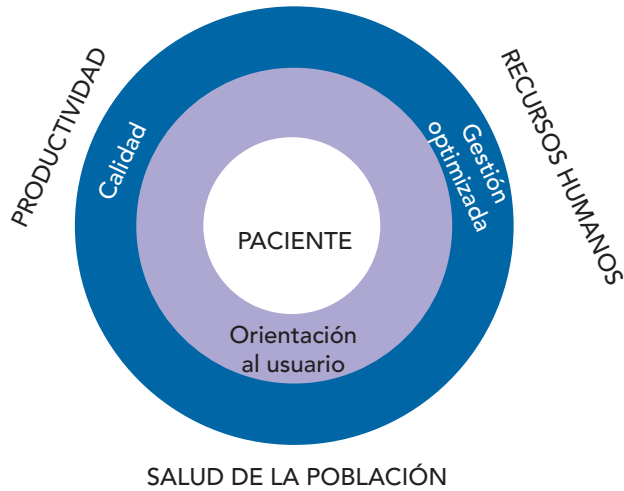 PRODUCTIVIDAD
RECURSOS HUMANOS
Calidad
Gestión
optimizada
PACIENTE
Orientación
al usuario
SALUD DE LA POBLACIÓN